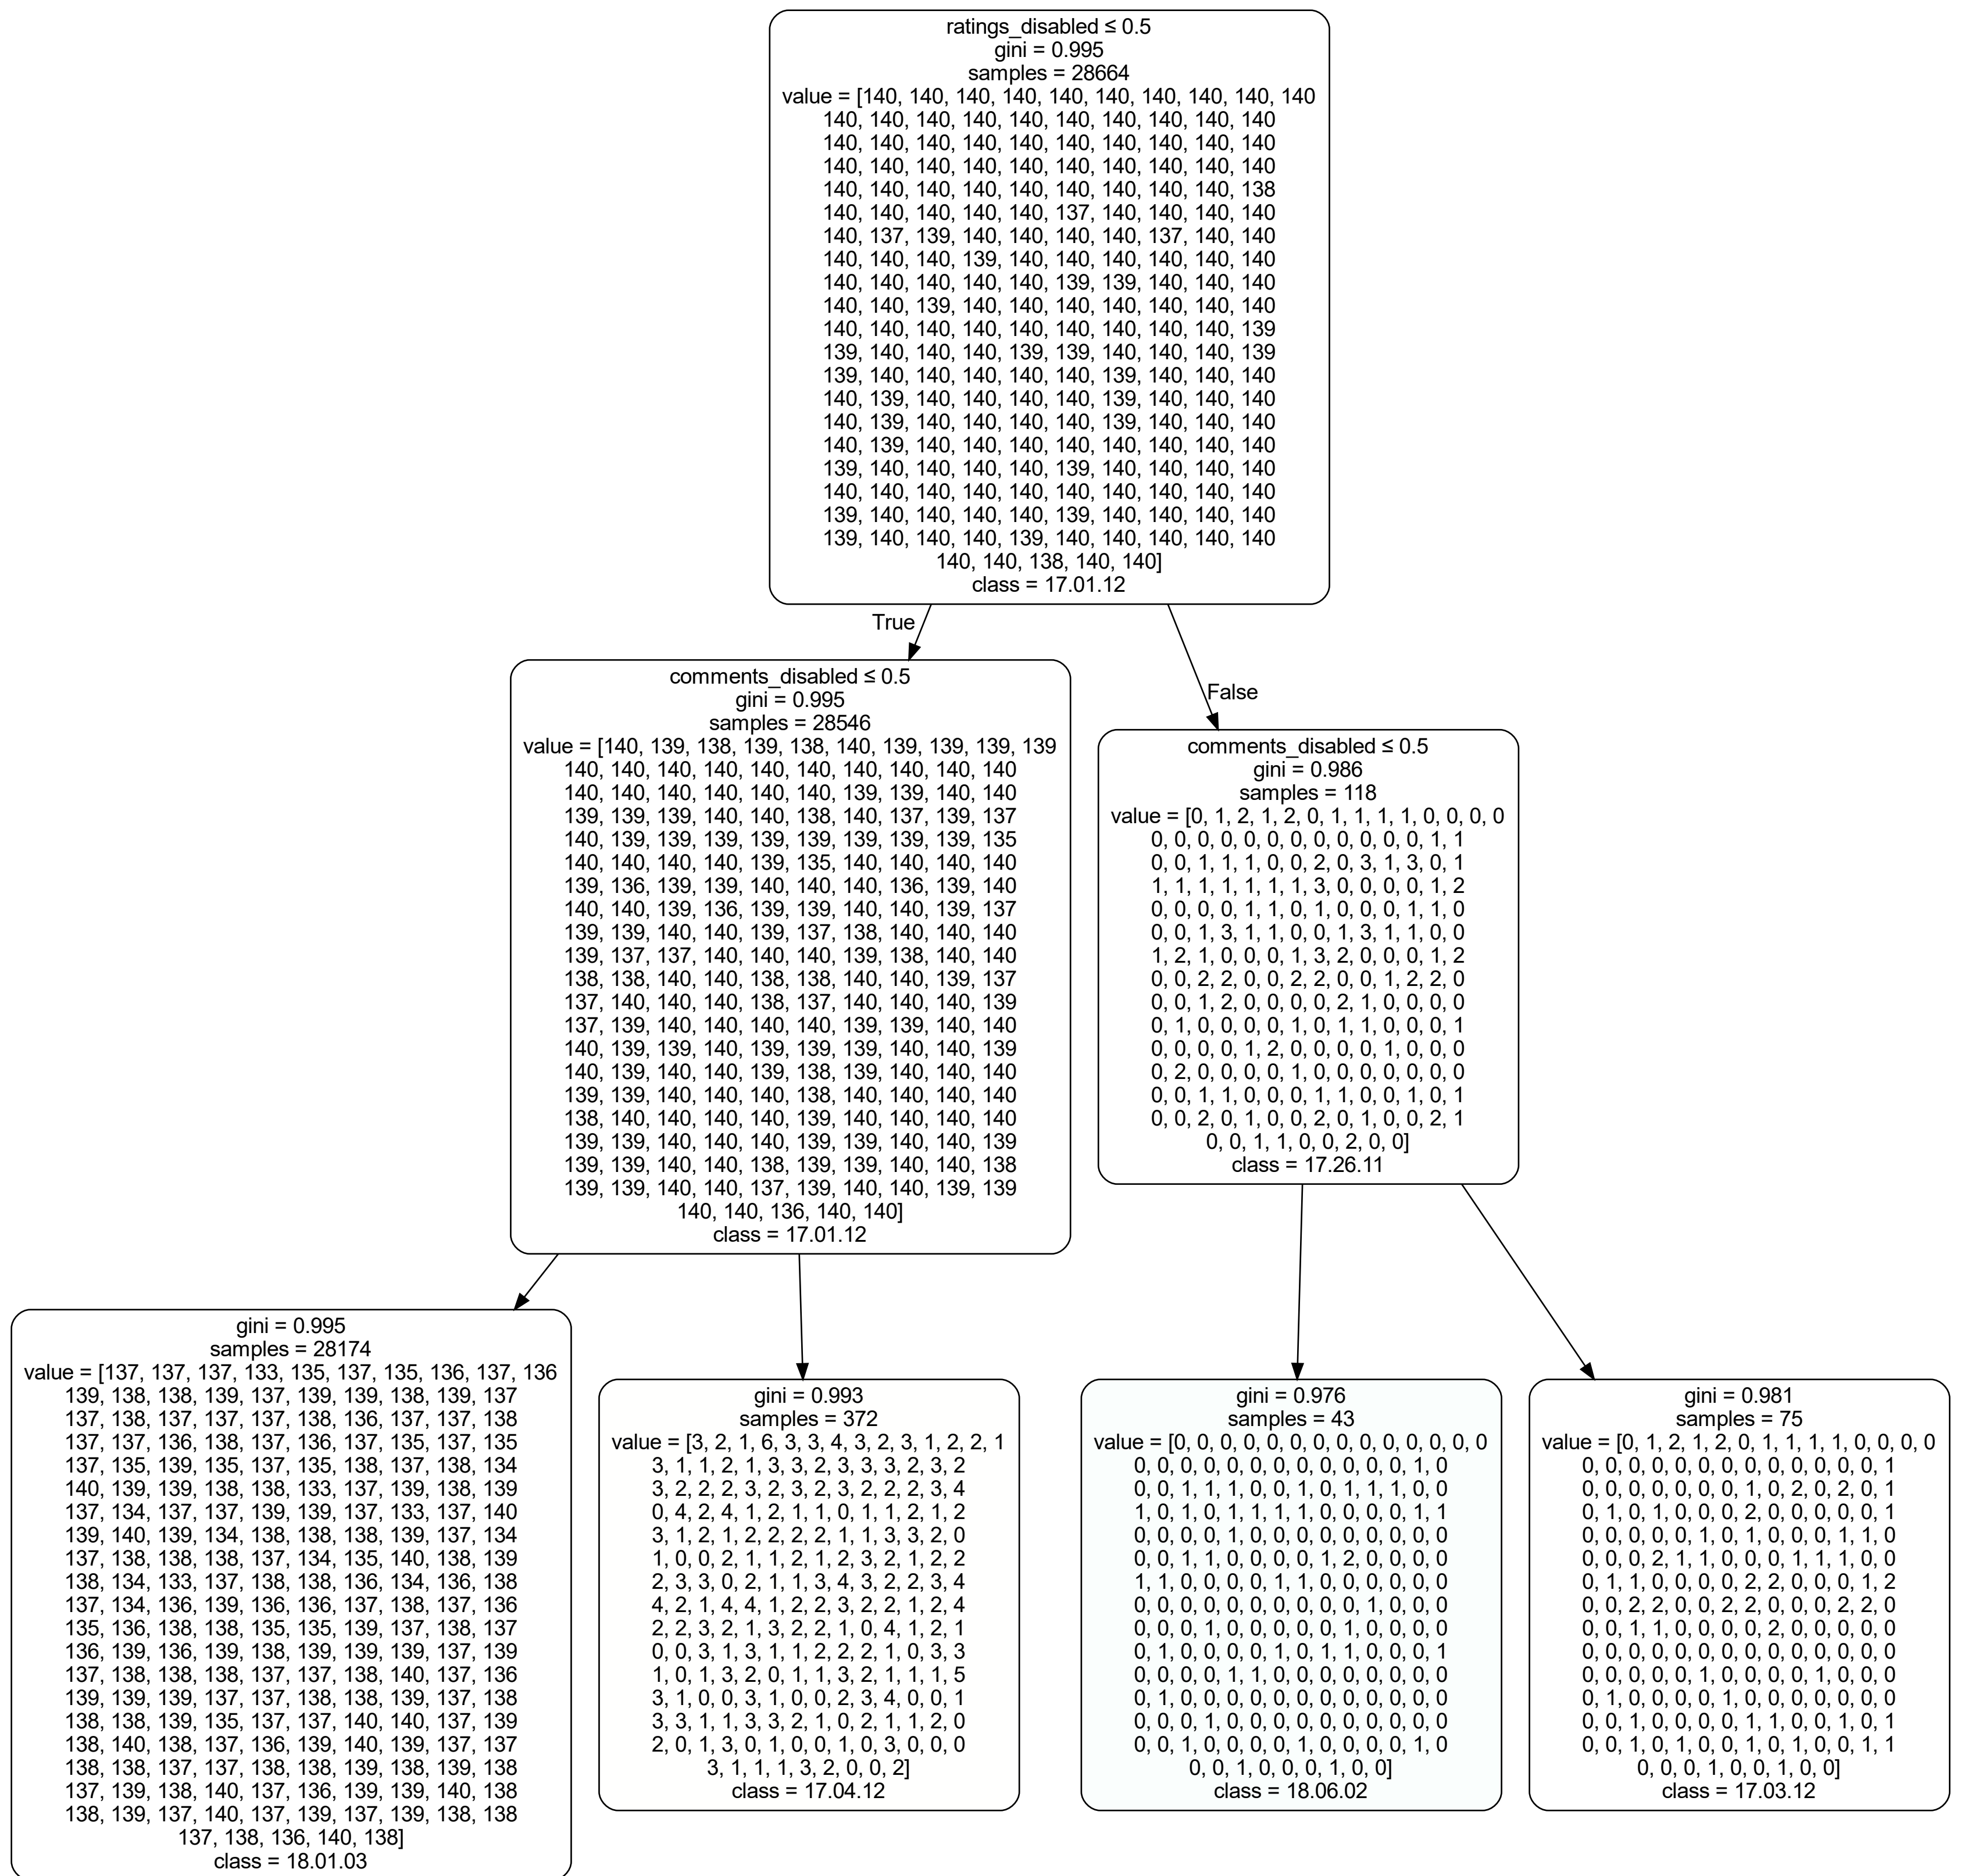 ratings_disabled ≤ 0.5
gini = 0.995
samples = 28664
value = [140, 140, 140, 140, 140, 140, 140, 140, 140, 140
140, 140, 140, 140, 140, 140, 140, 140, 140, 140
140, 140, 140, 140, 140, 140, 140, 140, 140, 140
140, 140, 140, 140, 140, 140, 140, 140, 140, 140
140, 140, 140, 140, 140, 140, 140, 140, 140, 138
140, 140, 140, 140, 140, 137, 140, 140, 140, 140
140, 137, 139, 140, 140, 140, 140, 137, 140, 140
140, 140, 140, 139, 140, 140, 140, 140, 140, 140
140, 140, 140, 140, 140, 139, 139, 140, 140, 140
140, 140, 139, 140, 140, 140, 140, 140, 140, 140
140, 140, 140, 140, 140, 140, 140, 140, 140, 139
139, 140, 140, 140, 139, 139, 140, 140, 140, 139
139, 140, 140, 140, 140, 140, 139, 140, 140, 140
140, 139, 140, 140, 140, 140, 139, 140, 140, 140
140, 139, 140, 140, 140, 140, 139, 140, 140, 140
140, 139, 140, 140, 140, 140, 140, 140, 140, 140
139, 140, 140, 140, 140, 139, 140, 140, 140, 140
140, 140, 140, 140, 140, 140, 140, 140, 140, 140
139, 140, 140, 140, 140, 139, 140, 140, 140, 140
139, 140, 140, 140, 139, 140, 140, 140, 140, 140
140, 140, 138, 140, 140]
class = 17.01.12
True
False
comments_disabled ≤ 0.5
gini = 0.995
samples = 28546
value = [140, 139, 138, 139, 138, 140, 139, 139, 139, 139
140, 140, 140, 140, 140, 140, 140, 140, 140, 140
140, 140, 140, 140, 140, 140, 139, 139, 140, 140
139, 139, 139, 140, 140, 138, 140, 137, 139, 137
140, 139, 139, 139, 139, 139, 139, 139, 139, 135
140, 140, 140, 140, 139, 135, 140, 140, 140, 140
139, 136, 139, 139, 140, 140, 140, 136, 139, 140
140, 140, 139, 136, 139, 139, 140, 140, 139, 137
139, 139, 140, 140, 139, 137, 138, 140, 140, 140
139, 137, 137, 140, 140, 140, 139, 138, 140, 140
138, 138, 140, 140, 138, 138, 140, 140, 139, 137
137, 140, 140, 140, 138, 137, 140, 140, 140, 139
137, 139, 140, 140, 140, 140, 139, 139, 140, 140
140, 139, 139, 140, 139, 139, 139, 140, 140, 139
140, 139, 140, 140, 139, 138, 139, 140, 140, 140
139, 139, 140, 140, 140, 138, 140, 140, 140, 140
138, 140, 140, 140, 140, 139, 140, 140, 140, 140
139, 139, 140, 140, 140, 139, 139, 140, 140, 139
139, 139, 140, 140, 138, 139, 139, 140, 140, 138
139, 139, 140, 140, 137, 139, 140, 140, 139, 139
140, 140, 136, 140, 140]
class = 17.01.12
comments_disabled ≤ 0.5
gini = 0.986
samples = 118
value = [0, 1, 2, 1, 2, 0, 1, 1, 1, 1, 0, 0, 0, 0
0, 0, 0, 0, 0, 0, 0, 0, 0, 0, 0, 0, 1, 1
0, 0, 1, 1, 1, 0, 0, 2, 0, 3, 1, 3, 0, 1
1, 1, 1, 1, 1, 1, 1, 3, 0, 0, 0, 0, 1, 2
0, 0, 0, 0, 1, 1, 0, 1, 0, 0, 0, 1, 1, 0
0, 0, 1, 3, 1, 1, 0, 0, 1, 3, 1, 1, 0, 0
1, 2, 1, 0, 0, 0, 1, 3, 2, 0, 0, 0, 1, 2
0, 0, 2, 2, 0, 0, 2, 2, 0, 0, 1, 2, 2, 0
0, 0, 1, 2, 0, 0, 0, 0, 2, 1, 0, 0, 0, 0
0, 1, 0, 0, 0, 0, 1, 0, 1, 1, 0, 0, 0, 1
0, 0, 0, 0, 1, 2, 0, 0, 0, 0, 1, 0, 0, 0
0, 2, 0, 0, 0, 0, 1, 0, 0, 0, 0, 0, 0, 0
0, 0, 1, 1, 0, 0, 0, 1, 1, 0, 0, 1, 0, 1
0, 0, 2, 0, 1, 0, 0, 2, 0, 1, 0, 0, 2, 1
0, 0, 1, 1, 0, 0, 2, 0, 0]
class = 17.26.11
gini = 0.995
samples = 28174
value = [137, 137, 137, 133, 135, 137, 135, 136, 137, 136
139, 138, 138, 139, 137, 139, 139, 138, 139, 137
137, 138, 137, 137, 137, 138, 136, 137, 137, 138
137, 137, 136, 138, 137, 136, 137, 135, 137, 135
137, 135, 139, 135, 137, 135, 138, 137, 138, 134
140, 139, 139, 138, 138, 133, 137, 139, 138, 139
137, 134, 137, 137, 139, 139, 137, 133, 137, 140
139, 140, 139, 134, 138, 138, 138, 139, 137, 134
137, 138, 138, 138, 137, 134, 135, 140, 138, 139
138, 134, 133, 137, 138, 138, 136, 134, 136, 138
137, 134, 136, 139, 136, 136, 137, 138, 137, 136
135, 136, 138, 138, 135, 135, 139, 137, 138, 137
136, 139, 136, 139, 138, 139, 139, 139, 137, 139
137, 138, 138, 138, 137, 137, 138, 140, 137, 136
139, 139, 139, 137, 137, 138, 138, 139, 137, 138
138, 138, 139, 135, 137, 137, 140, 140, 137, 139
138, 140, 138, 137, 136, 139, 140, 139, 137, 137
138, 138, 137, 137, 138, 138, 139, 138, 139, 138
137, 139, 138, 140, 137, 136, 139, 139, 140, 138
138, 139, 137, 140, 137, 139, 137, 139, 138, 138
137, 138, 136, 140, 138]
class = 18.01.03
gini = 0.993
samples = 372
value = [3, 2, 1, 6, 3, 3, 4, 3, 2, 3, 1, 2, 2, 1
3, 1, 1, 2, 1, 3, 3, 2, 3, 3, 3, 2, 3, 2
3, 2, 2, 2, 3, 2, 3, 2, 3, 2, 2, 2, 3, 4
0, 4, 2, 4, 1, 2, 1, 1, 0, 1, 1, 2, 1, 2
3, 1, 2, 1, 2, 2, 2, 2, 1, 1, 3, 3, 2, 0
1, 0, 0, 2, 1, 1, 2, 1, 2, 3, 2, 1, 2, 2
2, 3, 3, 0, 2, 1, 1, 3, 4, 3, 2, 2, 3, 4
4, 2, 1, 4, 4, 1, 2, 2, 3, 2, 2, 1, 2, 4
2, 2, 3, 2, 1, 3, 2, 2, 1, 0, 4, 1, 2, 1
0, 0, 3, 1, 3, 1, 1, 2, 2, 2, 1, 0, 3, 3
1, 0, 1, 3, 2, 0, 1, 1, 3, 2, 1, 1, 1, 5
3, 1, 0, 0, 3, 1, 0, 0, 2, 3, 4, 0, 0, 1
3, 3, 1, 1, 3, 3, 2, 1, 0, 2, 1, 1, 2, 0
2, 0, 1, 3, 0, 1, 0, 0, 1, 0, 3, 0, 0, 0
3, 1, 1, 1, 3, 2, 0, 0, 2]
class = 17.04.12
gini = 0.976
samples = 43
value = [0, 0, 0, 0, 0, 0, 0, 0, 0, 0, 0, 0, 0, 0
0, 0, 0, 0, 0, 0, 0, 0, 0, 0, 0, 0, 1, 0
0, 0, 1, 1, 1, 0, 0, 1, 0, 1, 1, 1, 0, 0
1, 0, 1, 0, 1, 1, 1, 1, 0, 0, 0, 0, 1, 1
0, 0, 0, 0, 1, 0, 0, 0, 0, 0, 0, 0, 0, 0
0, 0, 1, 1, 0, 0, 0, 0, 1, 2, 0, 0, 0, 0
1, 1, 0, 0, 0, 0, 1, 1, 0, 0, 0, 0, 0, 0
0, 0, 0, 0, 0, 0, 0, 0, 0, 0, 1, 0, 0, 0
0, 0, 0, 1, 0, 0, 0, 0, 0, 1, 0, 0, 0, 0
0, 1, 0, 0, 0, 0, 1, 0, 1, 1, 0, 0, 0, 1
0, 0, 0, 0, 1, 1, 0, 0, 0, 0, 0, 0, 0, 0
0, 1, 0, 0, 0, 0, 0, 0, 0, 0, 0, 0, 0, 0
0, 0, 0, 1, 0, 0, 0, 0, 0, 0, 0, 0, 0, 0
0, 0, 1, 0, 0, 0, 0, 1, 0, 0, 0, 0, 1, 0
0, 0, 1, 0, 0, 0, 1, 0, 0]
class = 18.06.02
gini = 0.981
samples = 75
value = [0, 1, 2, 1, 2, 0, 1, 1, 1, 1, 0, 0, 0, 0
0, 0, 0, 0, 0, 0, 0, 0, 0, 0, 0, 0, 0, 1
0, 0, 0, 0, 0, 0, 0, 1, 0, 2, 0, 2, 0, 1
0, 1, 0, 1, 0, 0, 0, 2, 0, 0, 0, 0, 0, 1
0, 0, 0, 0, 0, 1, 0, 1, 0, 0, 0, 1, 1, 0
0, 0, 0, 2, 1, 1, 0, 0, 0, 1, 1, 1, 0, 0
0, 1, 1, 0, 0, 0, 0, 2, 2, 0, 0, 0, 1, 2
0, 0, 2, 2, 0, 0, 2, 2, 0, 0, 0, 2, 2, 0
0, 0, 1, 1, 0, 0, 0, 0, 2, 0, 0, 0, 0, 0
0, 0, 0, 0, 0, 0, 0, 0, 0, 0, 0, 0, 0, 0
0, 0, 0, 0, 0, 1, 0, 0, 0, 0, 1, 0, 0, 0
0, 1, 0, 0, 0, 0, 1, 0, 0, 0, 0, 0, 0, 0
0, 0, 1, 0, 0, 0, 0, 1, 1, 0, 0, 1, 0, 1
0, 0, 1, 0, 1, 0, 0, 1, 0, 1, 0, 0, 1, 1
0, 0, 0, 1, 0, 0, 1, 0, 0]
class = 17.03.12